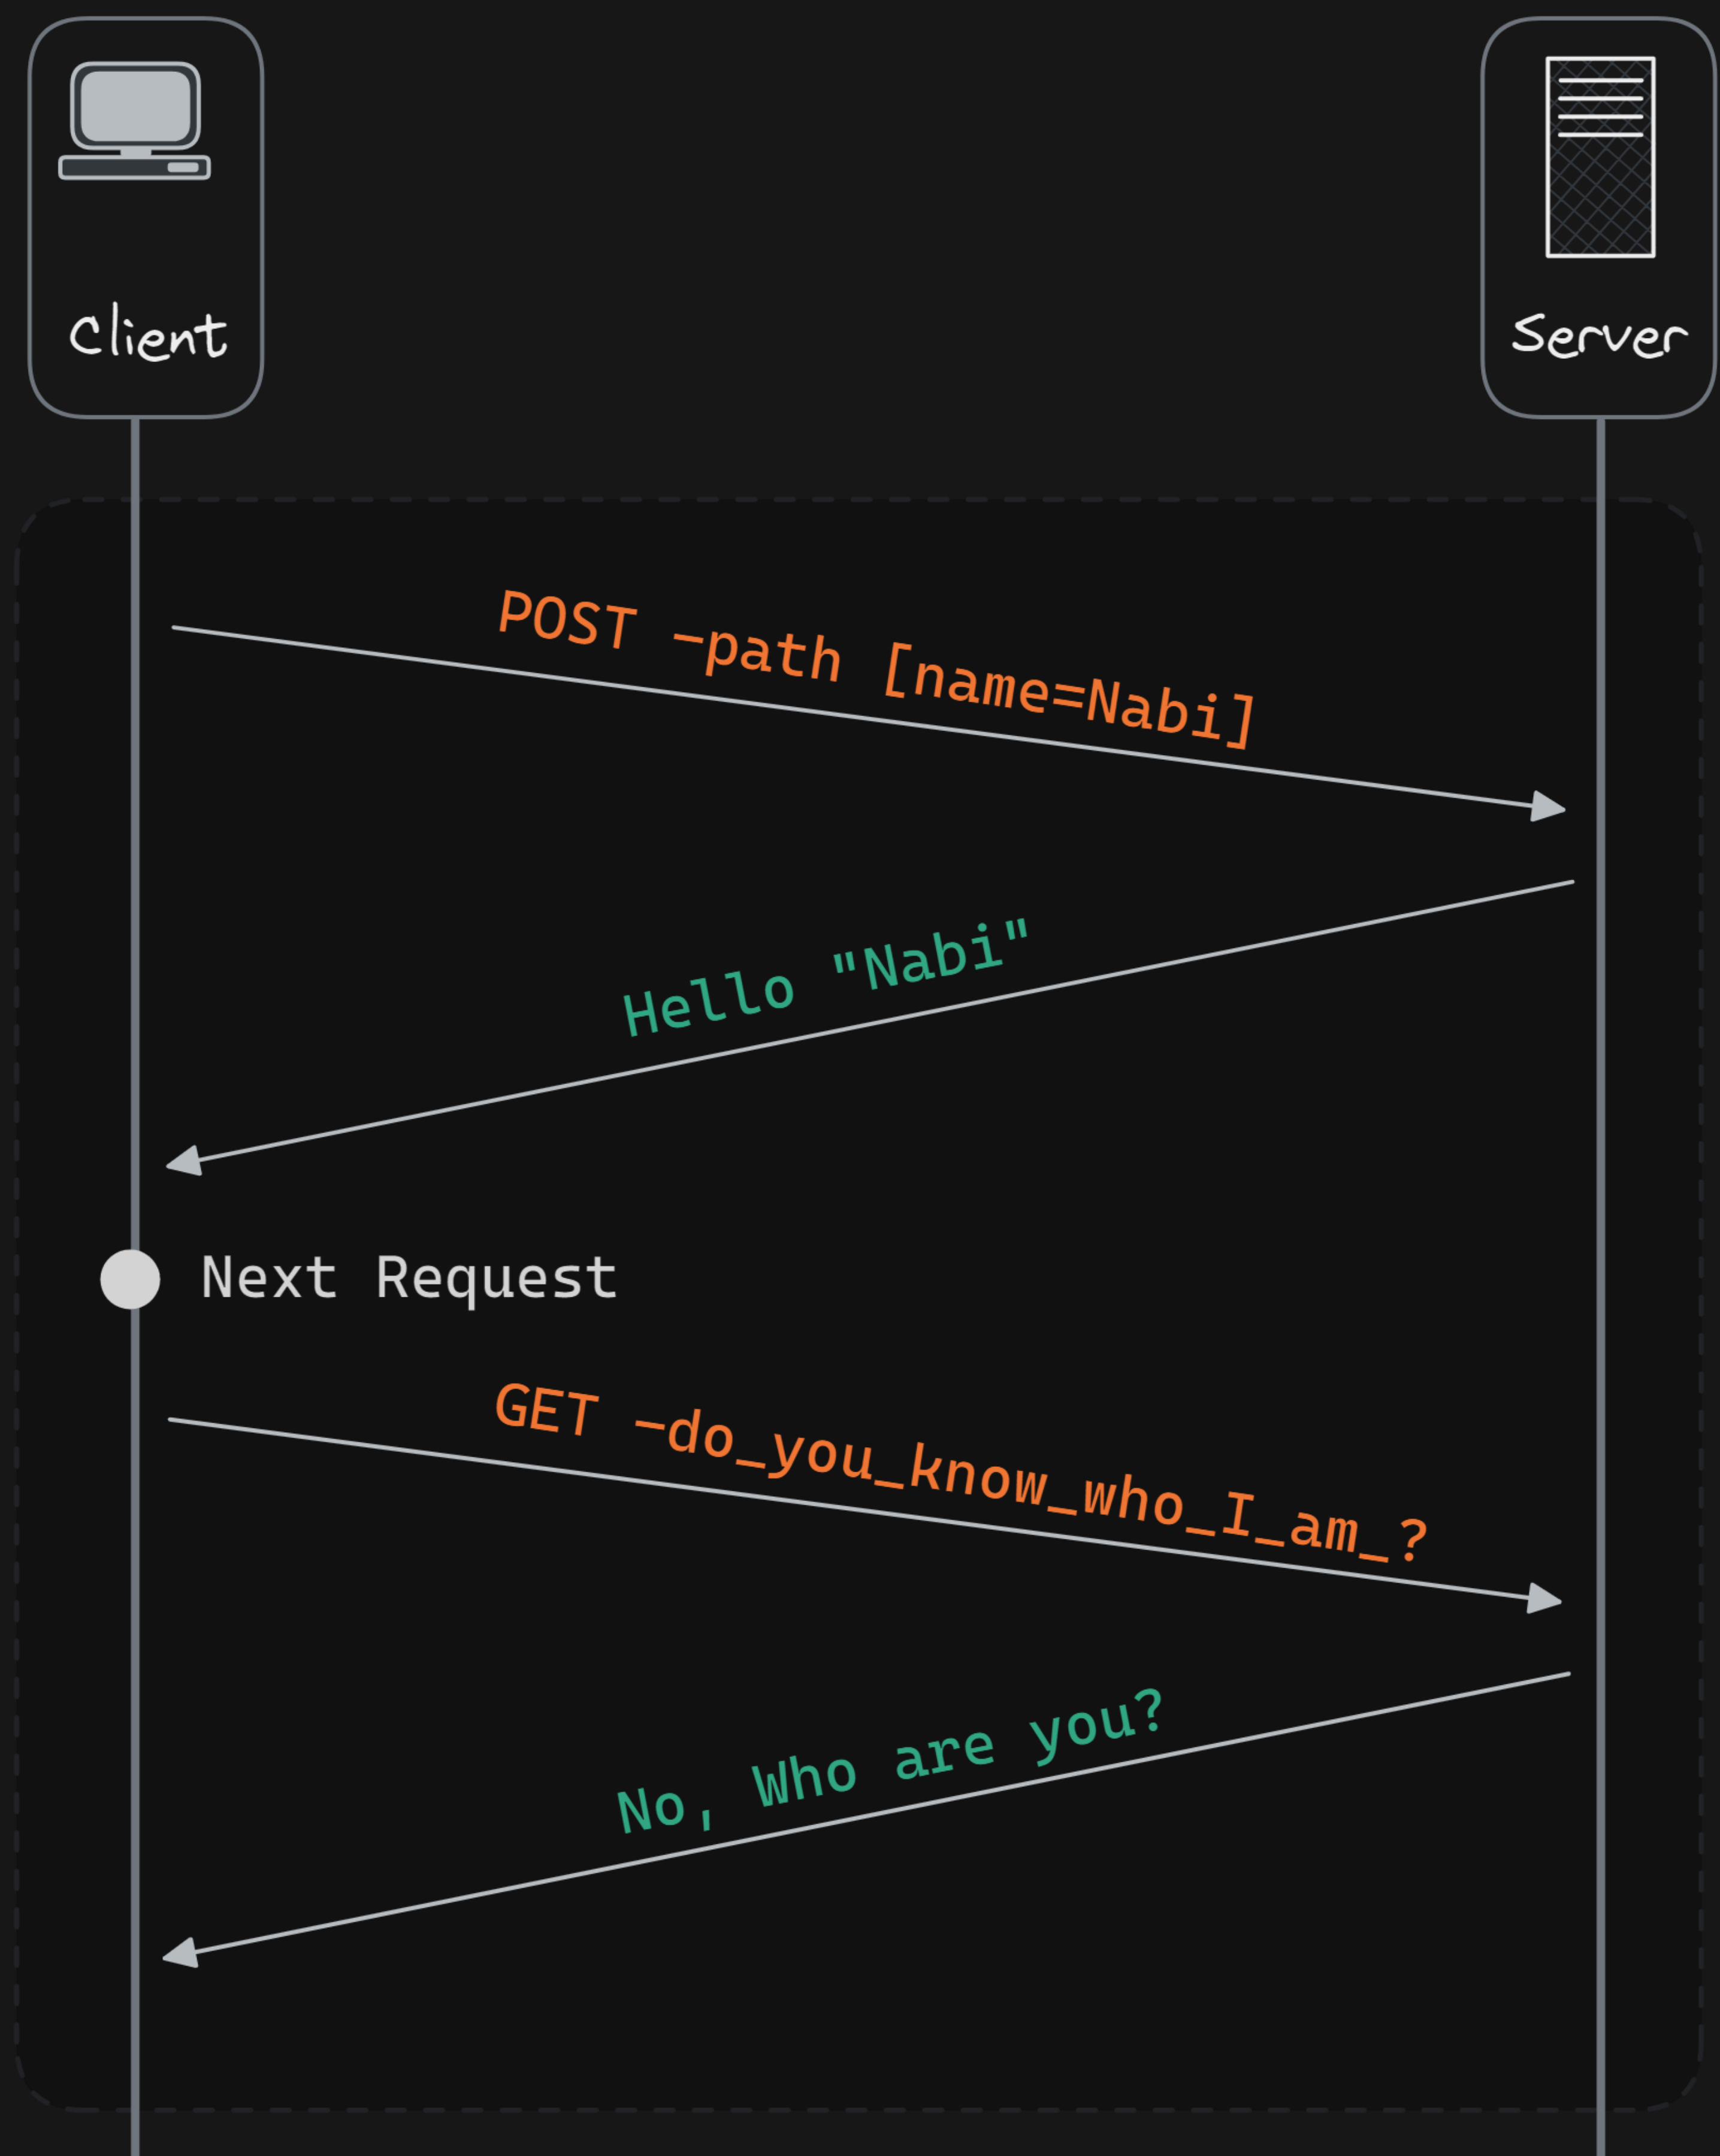 Client
Server
POST -path [name=Nabi]
Hello "Nabi"
Next Request
GET -do_you_know_who_I_am_?
No, Who are you?